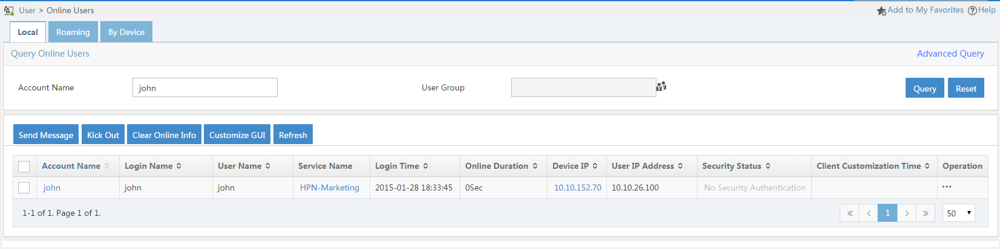 User > Online Users
Add to My Favorites Help
Local Roaming By Device
Query Online Users Advanced Query
Account Name john User Group Query Reset
Send Message Kick Out Clear Online Info Customize GUI Refresh
Account Name Login Name User Name Service Name Login Time Online Duration Device IP User IP Address Security Status Client Customization Time Operation
john john john HPN-Marketing 2015-01-28 18:33:45 0Sec 10.10.152.70 10.10.26.100 No Security Authentication ···
1-1 of 1. Page 1 of 1. « < 1 > » 50